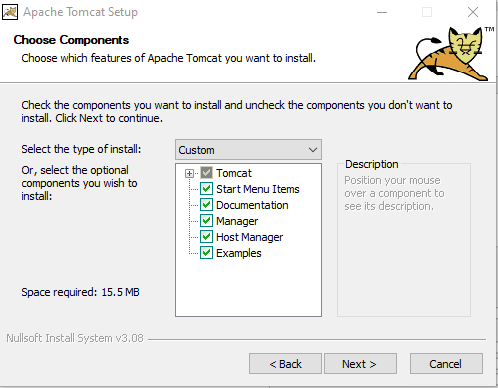 Apache Tomcat Setup
Choose Components
Choose which features of Apache Tomcat you want to install.
TM
Check the components you want to install and uncheck the components you don't want to
install. Click Next to continue.
Select the type of install:
Custom
Or, select the optional
components you wish to
install:
Tomcat
Start Menu Items
Documentation
Manager
Host Manager
Examples
Description
Position your mouse
over a component to
see its description.
Space required: 15.5 MB
Nullsoft Install System v3.08
< Back
Next >
Cancel